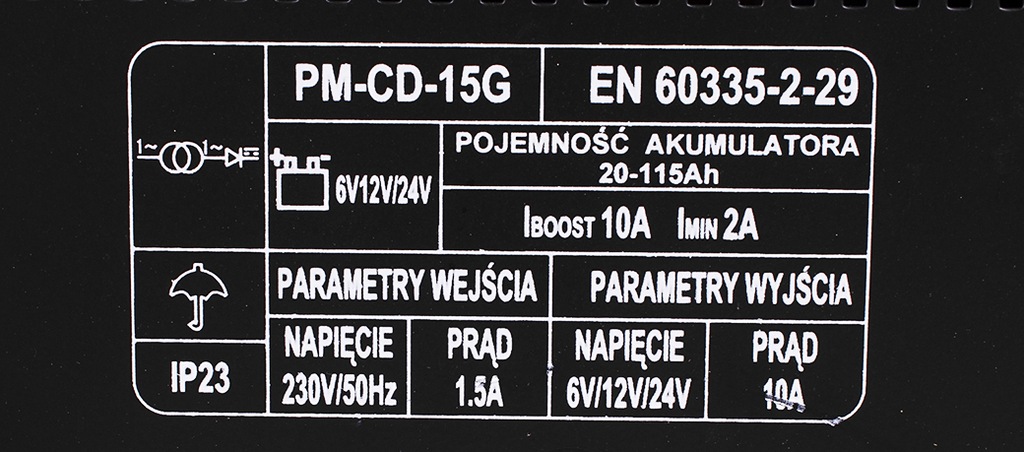 PM-CD-15G
EN 60335-2-29
1~ 1~
+ -
6V12V/24V
POJEMNOŚĆ AKUMULATORA
20-115Ah
IBOOST 10A IMIN 2A
PARAMETRY WEJŚCIA
PARAMETRY WYJŚCIA
IP23
NAPIĘCIE
230V/50Hz
PRĄD
1.5A
NAPIĘCIE
6V/12V/24V
PRĄD
10A